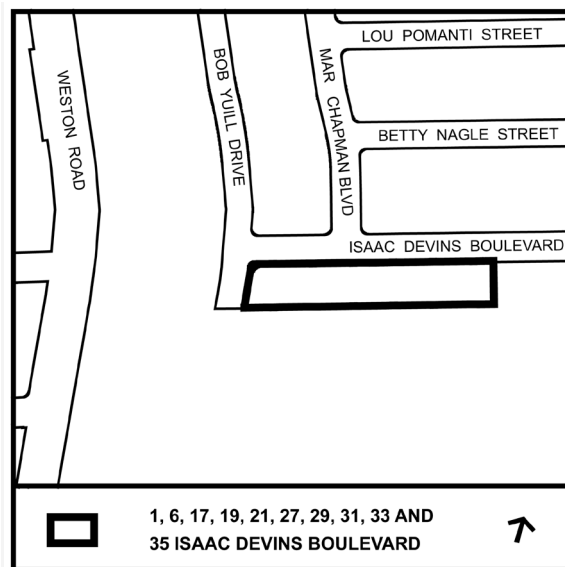 LOU POMANTI STREET
WESTON ROAD
BOB YUILL DRIVE
MAR CHAPMAN BLVD
BETTY NAGLE STREET
ISAAC DEVINS BOULEVARD
1, 6, 17, 19, 21, 27, 29, 31, 33 AND
35 ISAAC DEVINS BOULEVARD